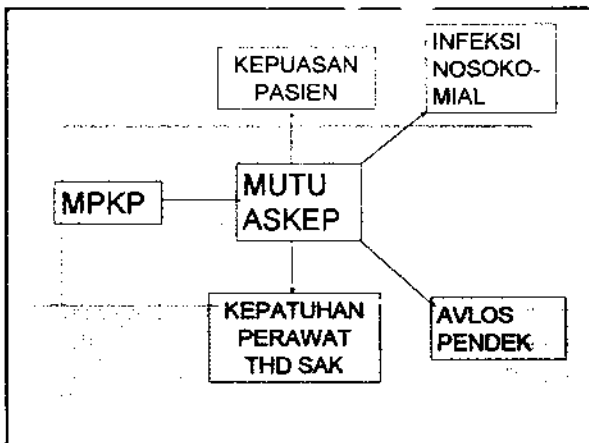 KEPUASAN
PASIEN
INFEKSI
NOSOKO-
MIAL
MPKP
MUTU
ASKEP
KEPATUHAN
PERAWAT
THD SAK
AVLOS
PENDEK